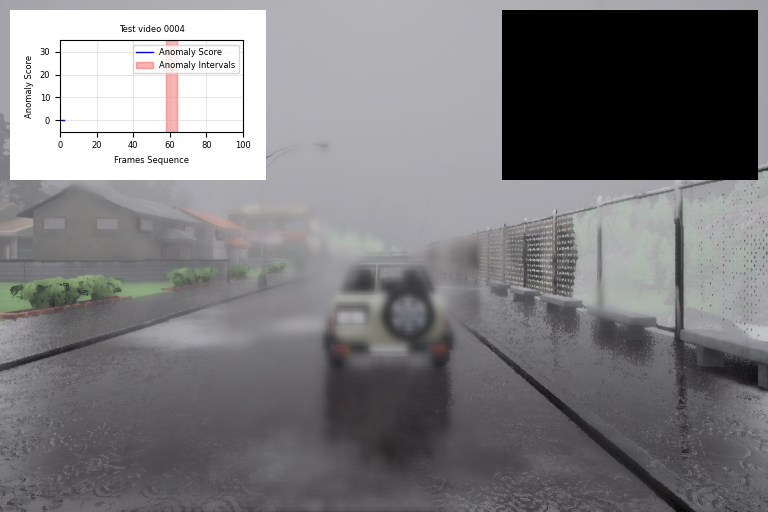 Test video 0004
Anomaly Score
Anomaly Intervals
Anomaly Score
30
20
10
0
0 20 40 60 80 100
Frames Sequence